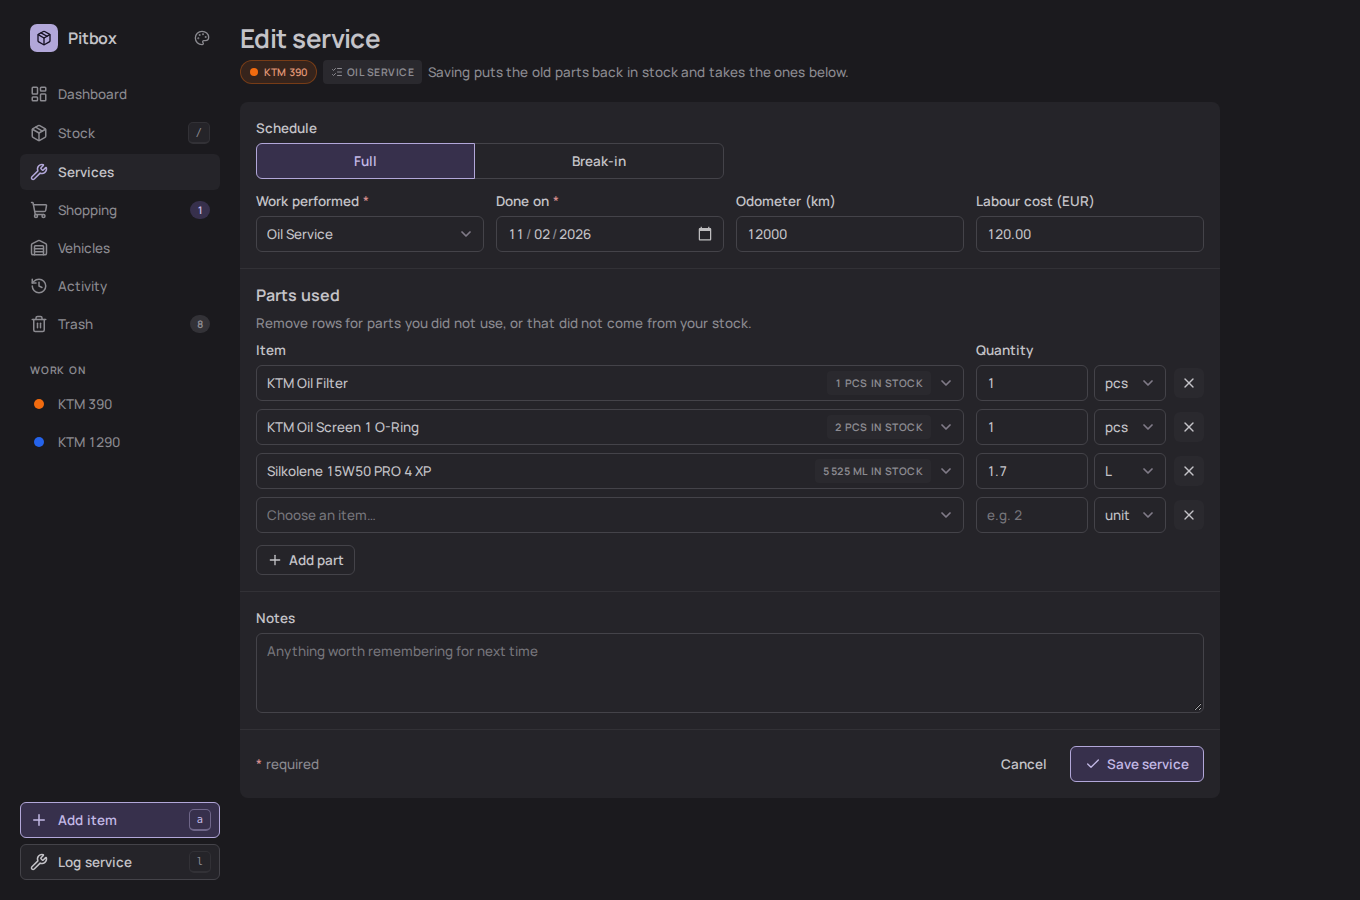 Pitbox
Dashboard
Stock /
Services
Shopping 1
Vehicles
Activity
Trash 8
WORK ON
KTM 390
KTM 1290
Add item a
Log service l
Edit service
KTM 390 OIL SERVICE Saving puts the old parts back in stock and takes the ones below.
Schedule
Full Break-in
Work performed * Done on * Odometer (km) Labour cost (EUR)
Oil Service 11/02/2026 12000 120.00
Parts used
Remove rows for parts you did not use, or that did not come from your stock.
Item Quantity
KTM Oil Filter 1 PCS IN STOCK 1 pcs
KTM Oil Screen 1 O-Ring 2 PCS IN STOCK 1 pcs
Silkolene 15W50 PRO 4 XP 5 525 ML IN STOCK 1.7 L
Choose an item... e.g. 2 unit
Add part
Notes
Anything worth remembering for next time
* required Cancel Save service